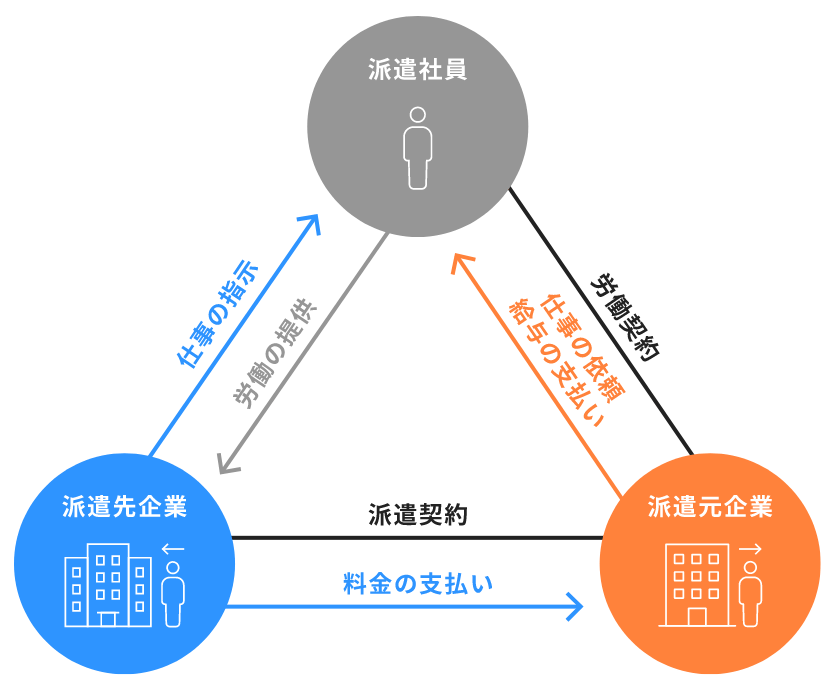 派遣社員
仕事の指示
労働の提供
仕事の依頼
給与の支払い
労働契約
派遣先企業
派遣契約
料金の支払い
派遣元企業